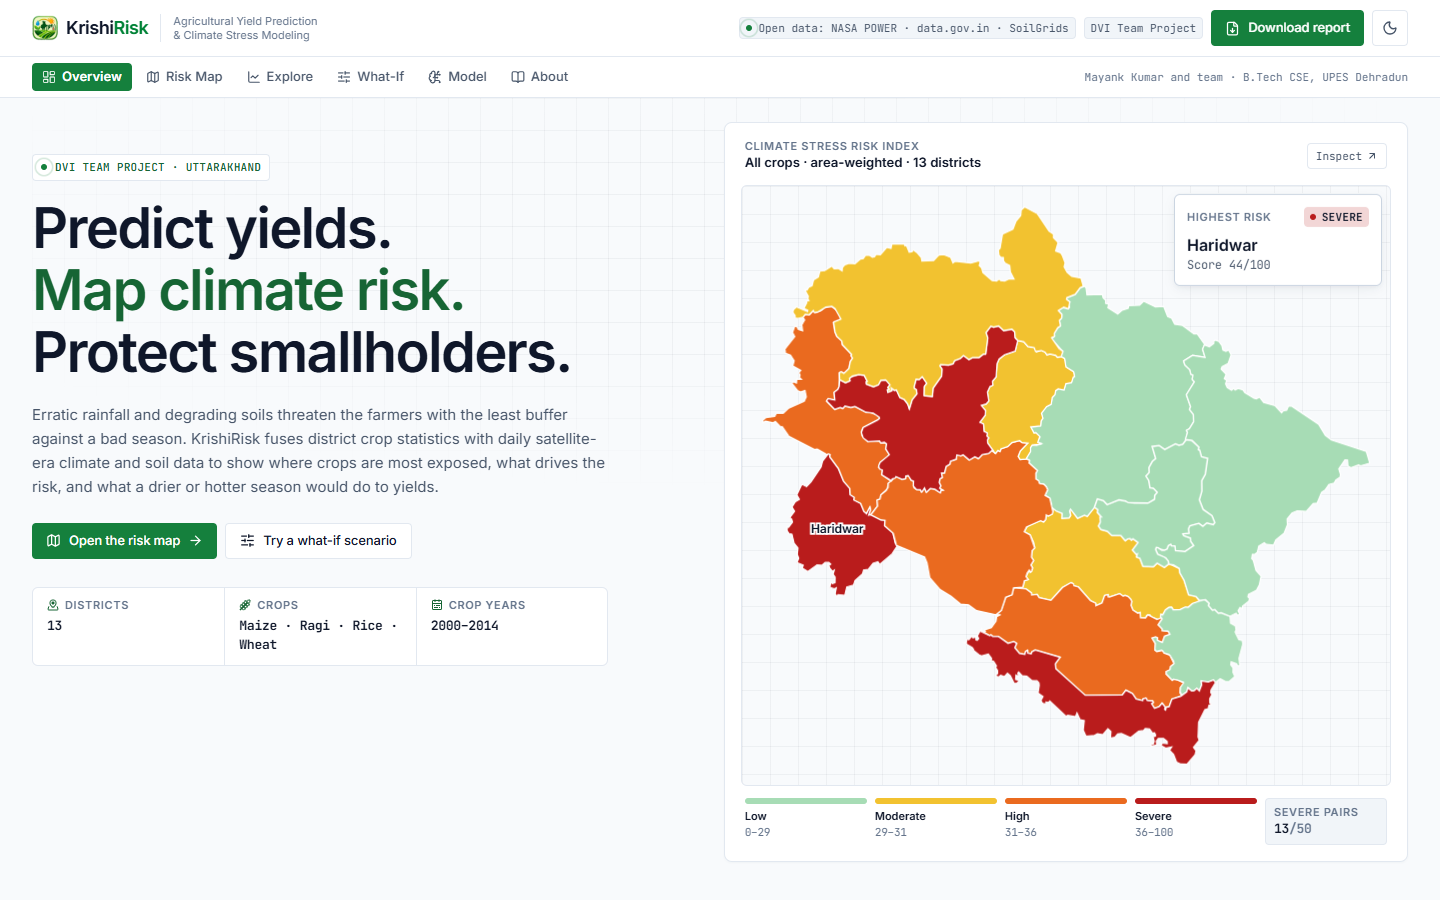 KrishiRisk
Agricultural Yield Prediction
& Climate Stress Modeling
Open data: NASA POWER · data.gov.in · SoilGrids
DVI Team Project
Download report
Overview
Risk Map
Explore
What-If
Model
About
Mayank Kumar and team · B.Tech CSE, UPES Dehradun
DVI TEAM PROJECT · UTTARAKHAND
Predict yields.
Map climate risk.
Protect smallholders.
Erratic rainfall and degrading soils threaten the farmers with the least buffer
against a bad season. KrishiRisk fuses district crop statistics with daily satellite-
era climate and soil data to show where crops are most exposed, what drives the
risk, and what a drier or hotter season would do to yields.
Open the risk map
Try a what-if scenario
DISTRICTS
13
CROPS
Maize · Ragi · Rice ·
Wheat
CROP YEARS
2000–2014
CLIMATE STRESS RISK INDEX
All crops · area-weighted · 13 districts
Inspect
HIGHEST RISK
SEVERE
Haridwar
Score 44/100
Haridwar
Low
0–29
Moderate
29–31
High
31–36
Severe
36–100
SEVERE PAIRS
13/50